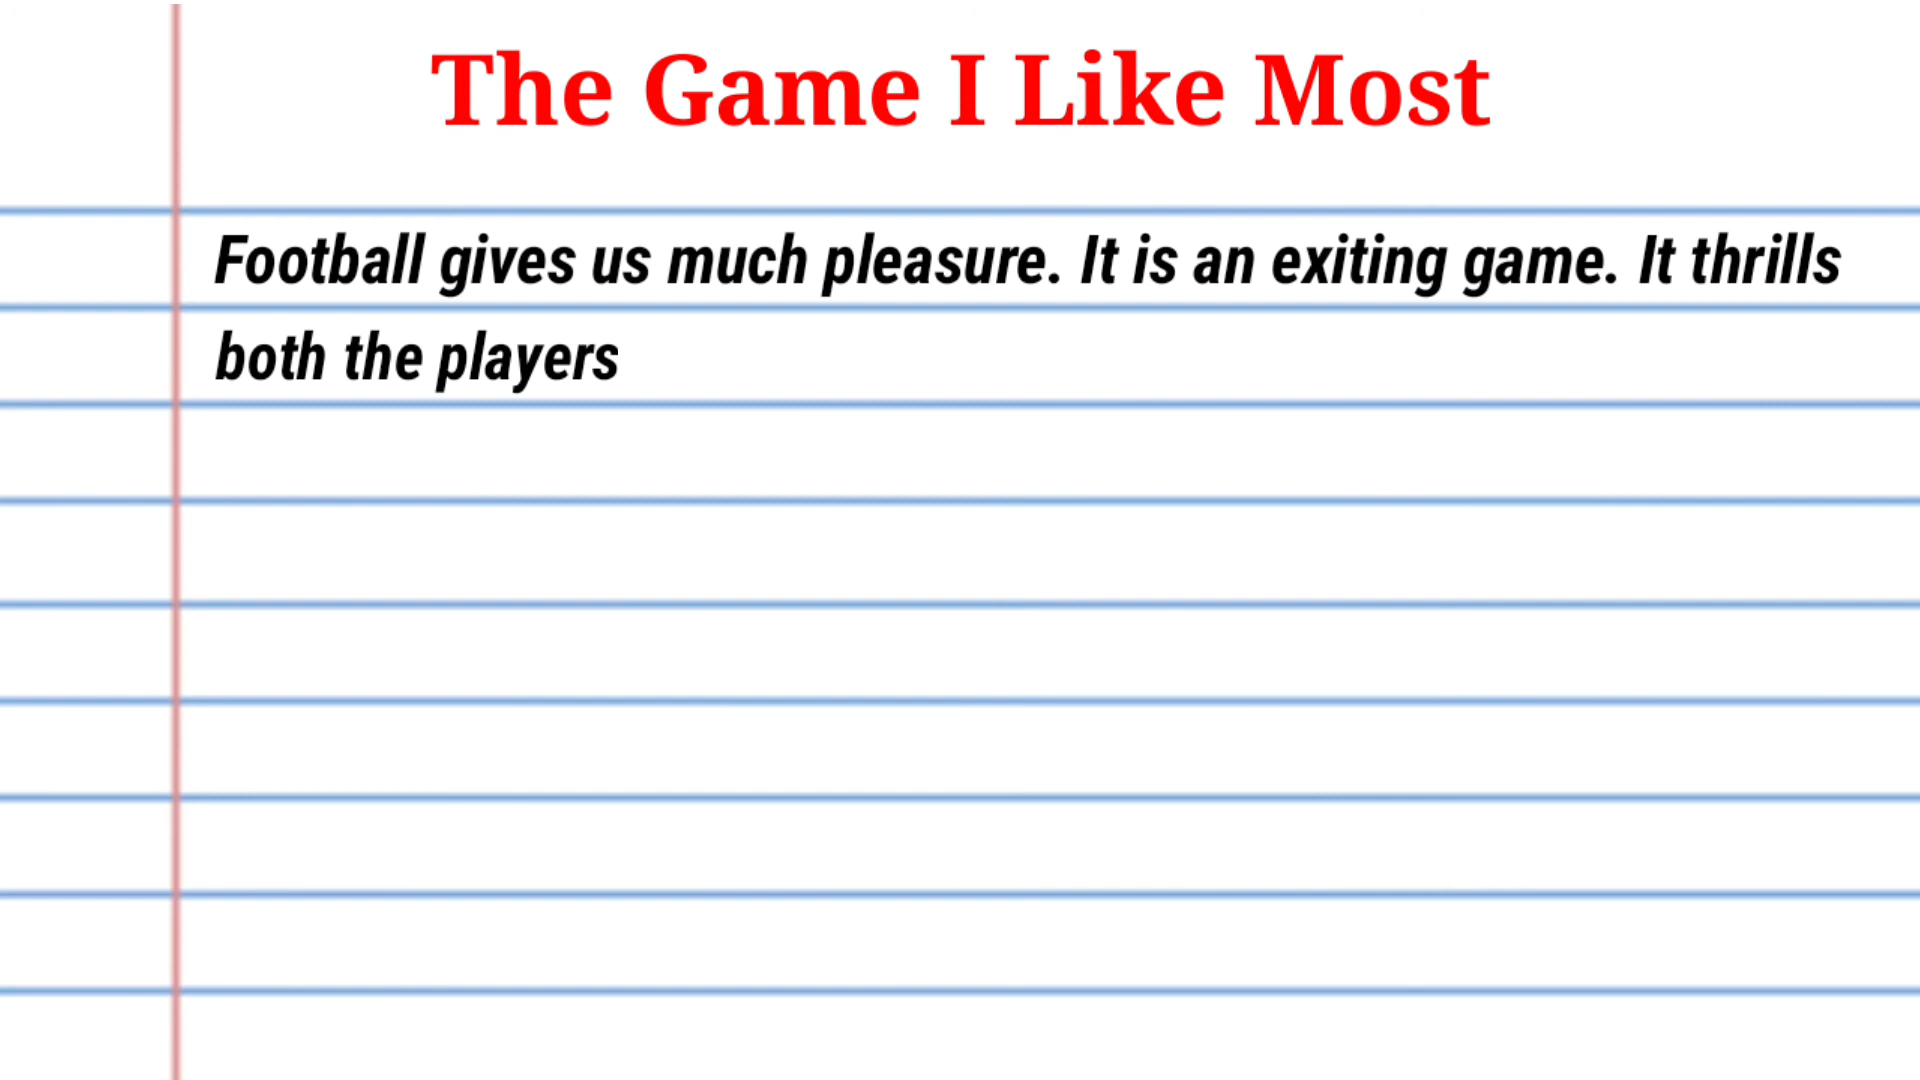 The Game I Like Most
Football gives us much pleasure. It is an exiting game. It thrills
both the players